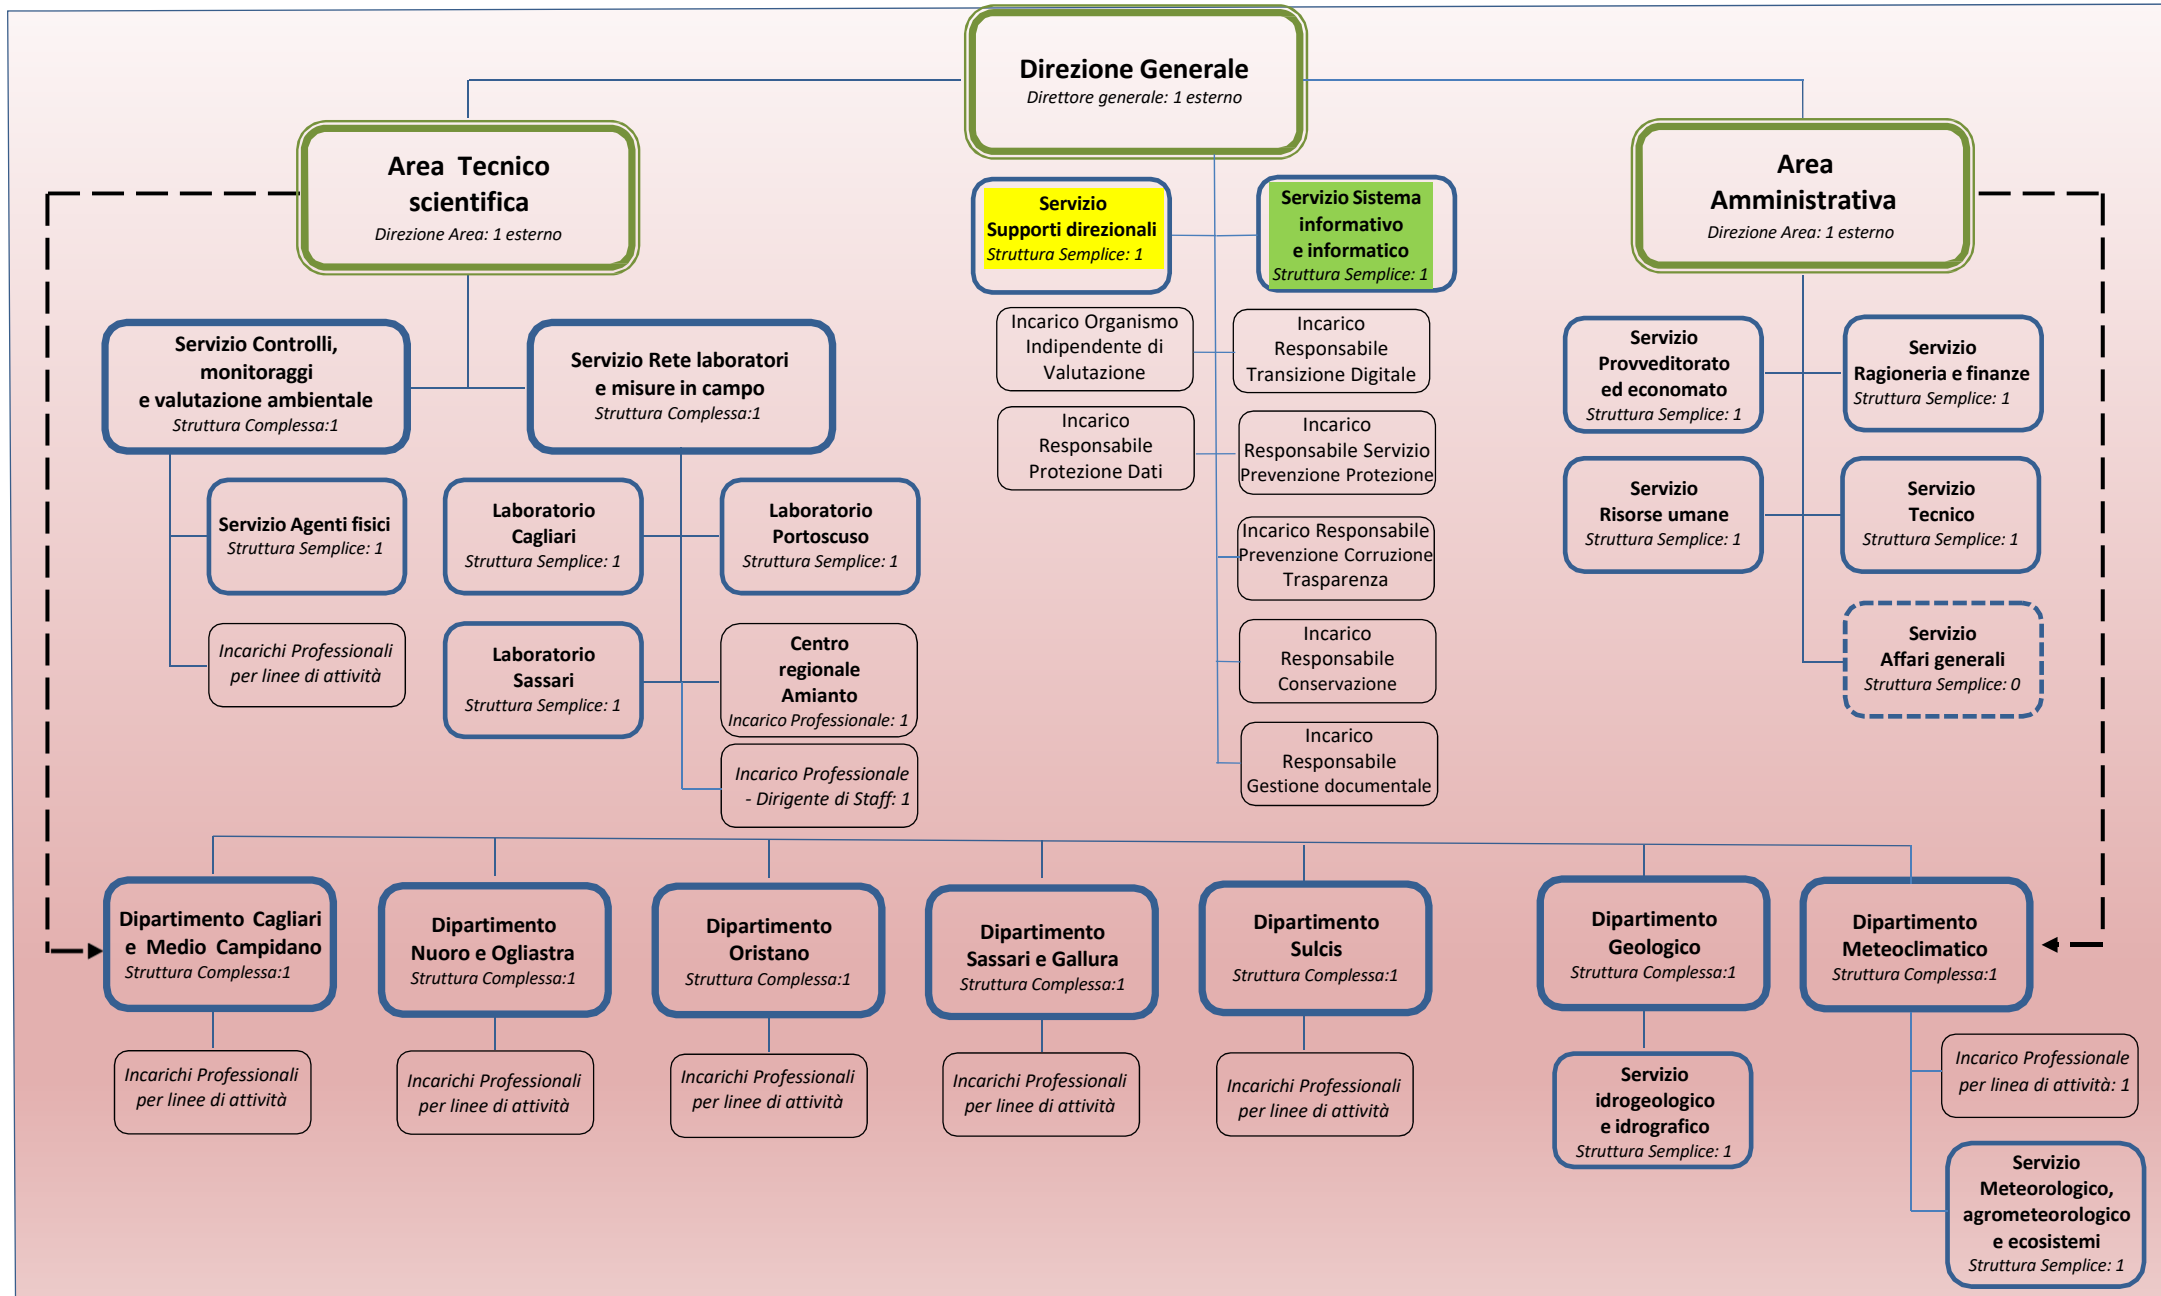 Direzione Generale
Direttore generale: 1 esterno
Area Tecnico
scientifica
Direzione Area: 1 esterno
Area
Amministrativa
Direzione Area: 1 esterno
Servizio
Supporti direzionali
Struttura Semplice: 1
Servizio Sistema
informativo
e informatico
Struttura Semplice: 1
Incarico Organismo
Indipendente di
Valutazione
Incarico
Responsabile
Transizione Digitale
Incarico
Responsabile
Protezione Dati
Incarico
Responsabile Servizio
Prevenzione Protezione
Incarico Responsabile
Prevenzione Corruzione
Trasparenza
Incarico
Responsabile
Conservazione
Incarico
Responsabile
Gestione documentale
Servizio Controlli,
monitoraggi
e valutazione ambientale
Struttura Complessa:1
Servizio Rete laboratori
e misure in campo
Struttura Complessa:1
Servizio Agenti fisici
Struttura Semplice: 1
Incarichi Professionali
per linee di attività
Laboratorio
Cagliari
Struttura Semplice: 1
Laboratorio
Portoscuso
Struttura Semplice: 1
Laboratorio
Sassari
Struttura Semplice: 1
Centro
regionale
Amianto
Incarico Professionale: 1
Incarico Professionale
- Dirigente di Staff: 1
Servizio
Provveditorato
ed economato
Struttura Semplice: 1
Servizio
Ragioneria e finanze
Struttura Semplice: 1
Servizio
Risorse umane
Struttura Semplice: 1
Servizio
Tecnico
Struttura Semplice: 1
Servizio
Affari generali
Struttura Semplice: 0
Dipartimento Cagliari
e Medio Campidano
Struttura Complessa:1
Dipartimento
Nuoro e Ogliastra
Struttura Complessa:1
Dipartimento
Oristano
Struttura Complessa:1
Dipartimento
Sassari e Gallura
Struttura Complessa:1
Dipartimento
Sulcis
Struttura Complessa:1
Dipartimento
Geologico
Struttura Complessa:1
Dipartimento
Meteoclimatico
Struttura Complessa:1
Incarichi Professionali
per linee di attività
Incarichi Professionali
per linee di attività
Incarichi Professionali
per linee di attività
Incarichi Professionali
per linee di attività
Incarichi Professionali
per linee di attività
Servizio
idrogeologico
e idrografico
Struttura Semplice: 1
Incarico Professionale
per linea di attività: 1
Servizio
Meteorologico,
agrometeorologico
e ecosistemi
Struttura Semplice: 1